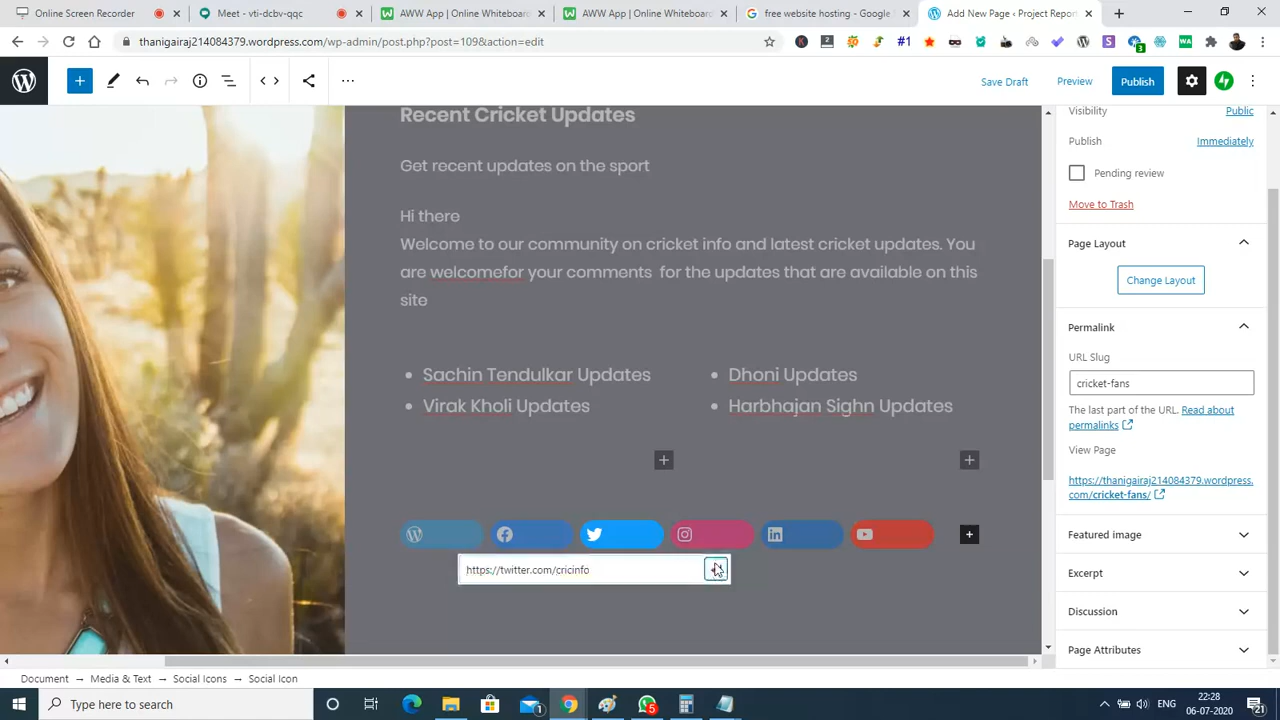 Screen Recorder
Meet - vti-dcbv-qqc
AWW App | Online Whiteboard
AWW App | Online Whiteboard
free website hosting - Google
Add New Page ‹ Project Report
thanigairaj214084379.wordpress.com/wp-admin/post.php?post=109&action=edit
#1
Save Draft
Preview
Publish
Recent Cricket Updates
Get recent updates on the sport
Hi there
Welcome to our community on cricket info and latest cricket updates. You
are welcomefor your comments for the updates that are available on this
site
Sachin Tendulkar Updates
Virak Kholi Updates
Dhoni Updates
Harbhajan Sighn Updates
https://twitter.com/cricinfo
Visibility
Public
Publish
Immediately
Pending review
Move to Trash
Page Layout
Change Layout
Permalink
URL Slug
cricket-fans
The last part of the URL. Read about
permalinks
View Page
https://thanigairaj214084379.wordpress.
com/cricket-fans/
Featured image
Excerpt
Discussion
Page Attributes
Document → Media & Text → Social Icons → Social Icon
Type here to search
ENG
22:28
06-07-2020